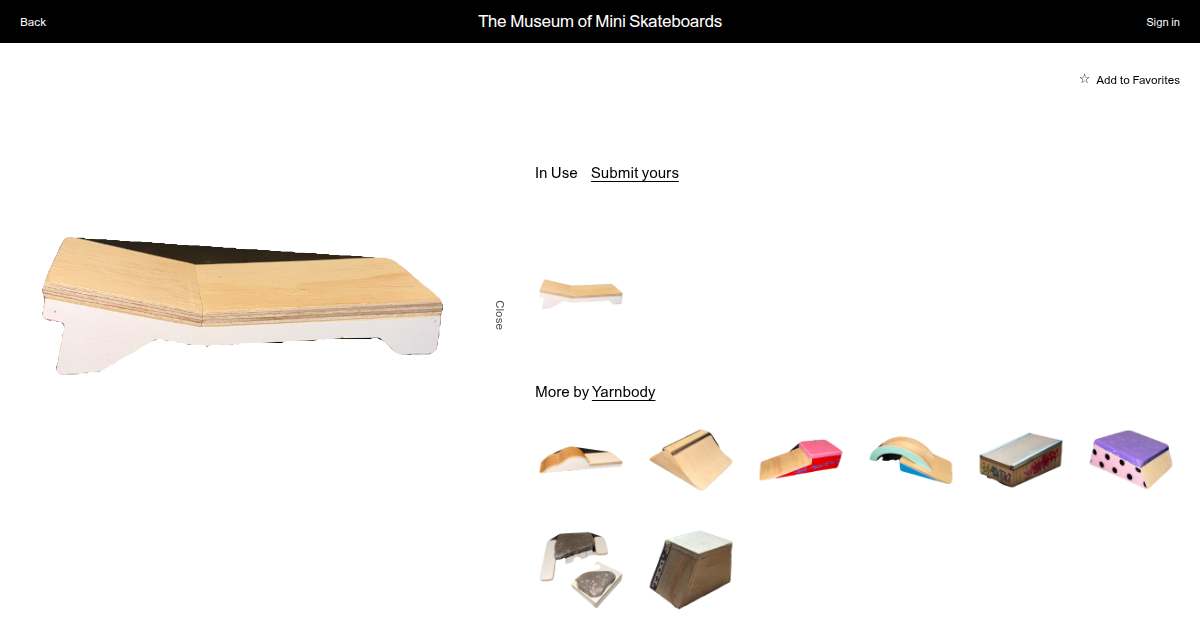 Back
The Museum of Mini Skateboards
Sign in
☆ Add to Favorites
In Use Submit yours
Close
More by Yarnbody